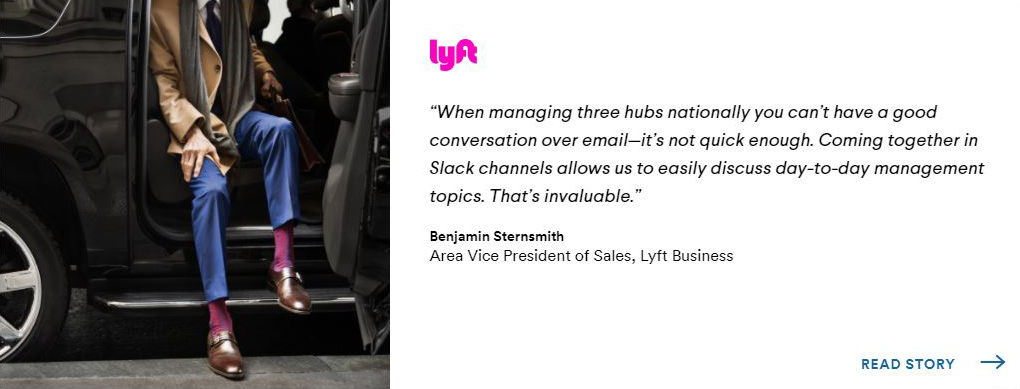 lyft
“When managing three hubs nationally you can’t have a good
conversation over email—it’s not quick enough. Coming together in
Slack channels allows us to easily discuss day-to-day management
topics. That’s invaluable.”
Benjamin Sternsmith
Area Vice President of Sales, Lyft Business
READ STORY